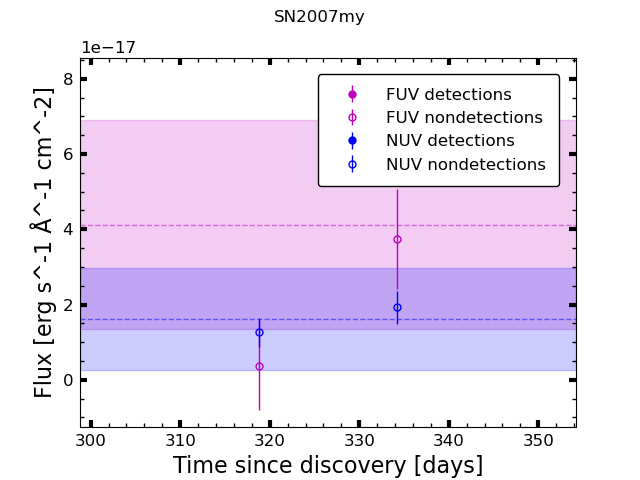 SN2007my
1e−17
8
6
4
2
0
Flux [erg s^-1 Å^-1 cm^-2]
FUV detections
FUV nondetections
NUV detections
NUV nondetections
300 310 320 330 340 350
Time since discovery [days]